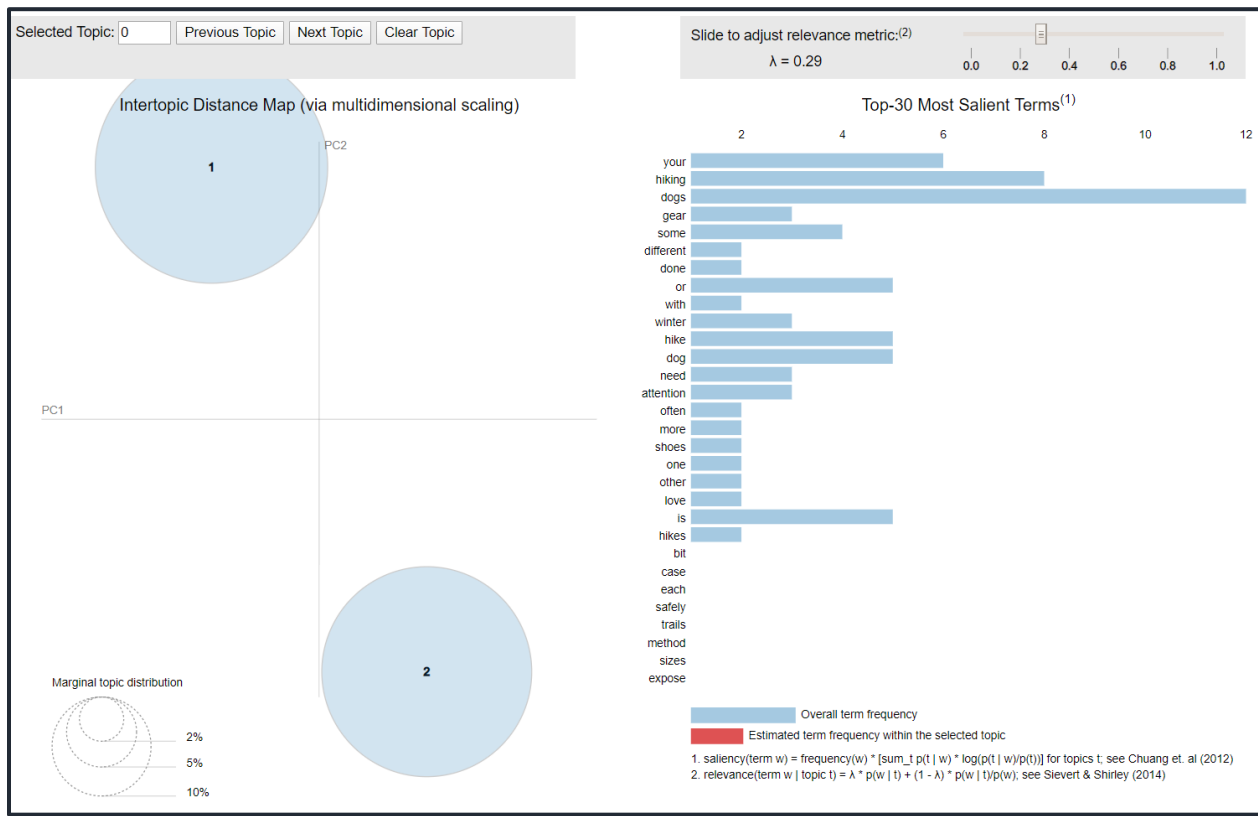 Selected Topic: 0 Previous Topic Next Topic Clear Topic
Slide to adjust relevance metric:(2)
λ = 0.29
0.0 0.2 0.4 0.6 0.8 1.0
Intertopic Distance Map (via multidimensional scaling)
PC2
1
PC1
2
Marginal topic distribution
2%
5%
10%
Top-30 Most Salient Terms(1)
2 4 6 8 10 12
your
hiking
dogs
gear
some
different
done
or
with
winter
hike
dog
need
attention
often
more
shoes
one
other
love
is
hikes
bit
case
each
safely
trails
method
sizes
expose
Overall term frequency
Estimated term frequency within the selected topic
1. saliency(term w) = frequency(w) * [sum_t p(t | w) * log(p(t | w)/p(t))] for topics t; see Chuang et. al (2012)
2. relevance(term w | topic t) = λ * p(w | t) + (1 - λ) * p(w | t)/p(w); see Sievert & Shirley (2014)